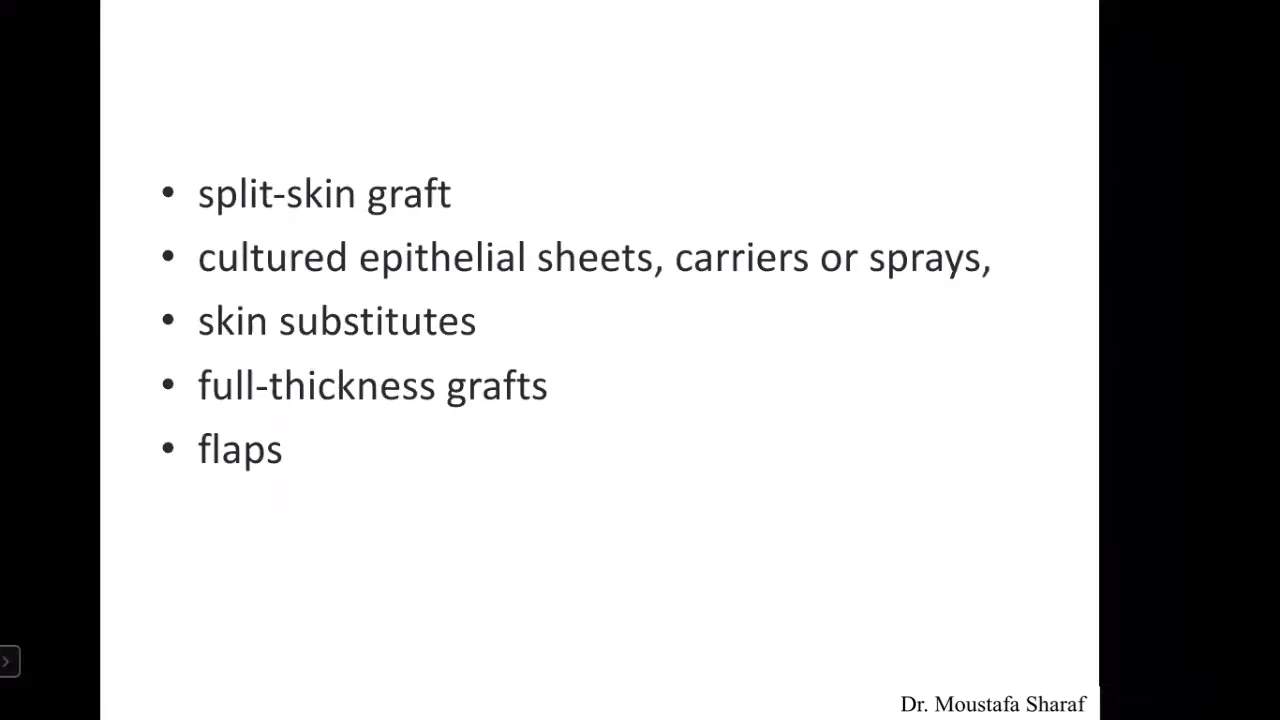 • split-skin graft
• cultured epithelial sheets, carriers or sprays,
• skin substitutes
• full-thickness grafts
• flaps
Dr. Moustafa Sharaf